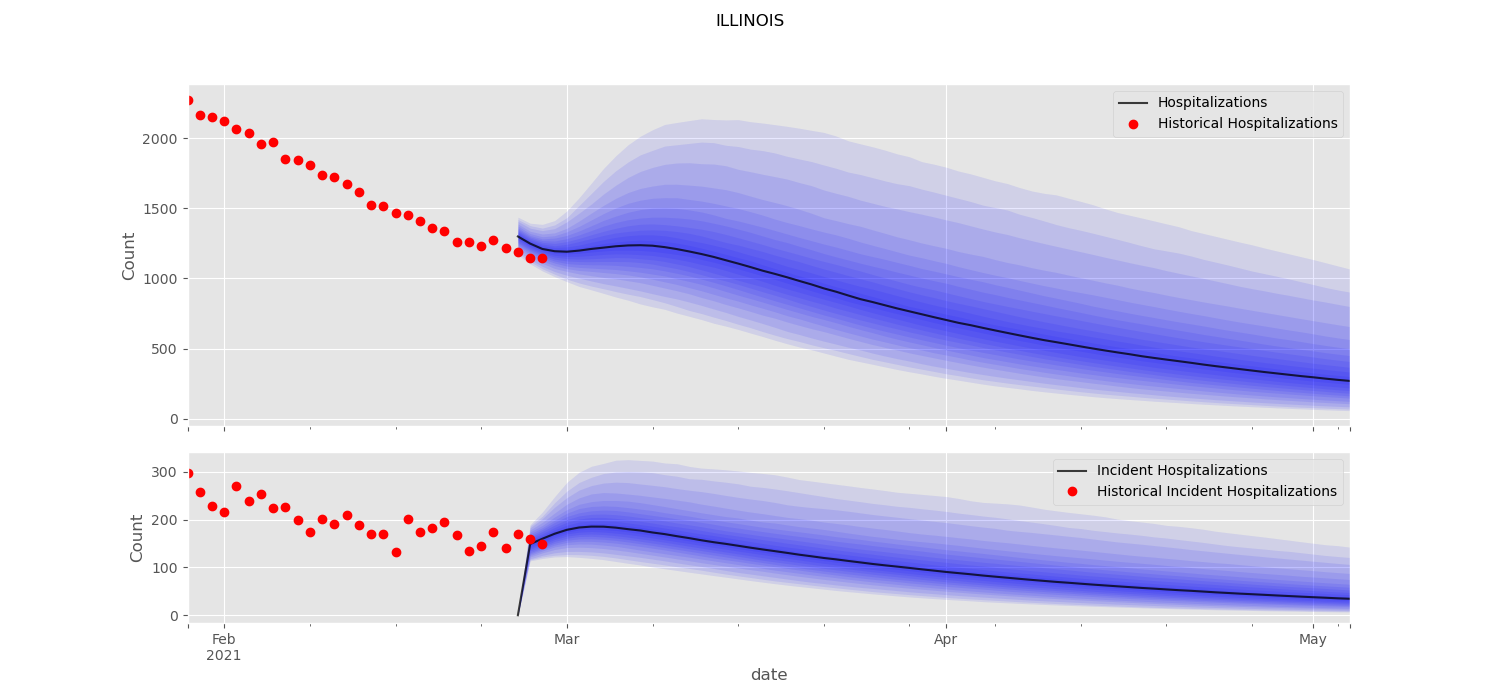 ILLINOIS
Hospitalizations
Historical Hospitalizations
2000
1500
1000
500
0
Count
Incident Hospitalizations
Historical Incident Hospitalizations
300
200
100
0
Count
Feb
2021
Mar
Apr
May
date